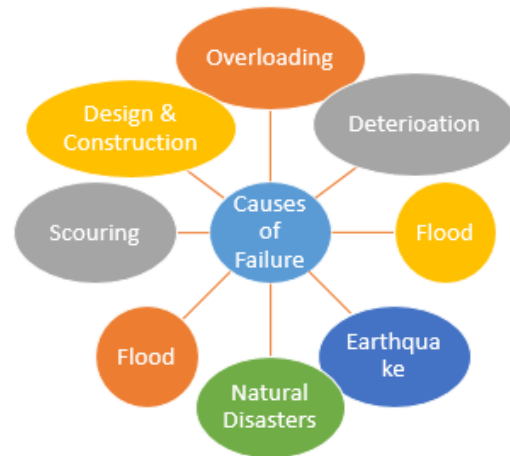 Overloading
Design &
Construction
Deterioation
Scouring
Causes
of
Failure
Flood
Flood
Earthqua
ke
Natural
Disasters